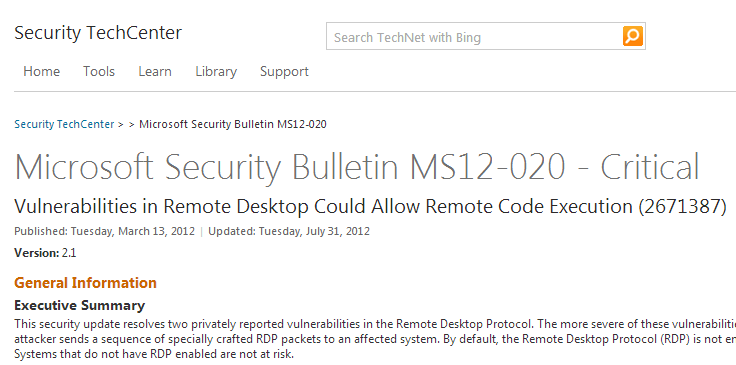 Security TechCenter
Search TechNet with Bing
Home Tools Learn Library Support
Security TechCenter > > Microsoft Security Bulletin MS12-020
Microsoft Security Bulletin MS12-020 - Critical
Vulnerabilities in Remote Desktop Could Allow Remote Code Execution (2671387)
Published: Tuesday, March 13, 2012 | Updated: Tuesday, July 31, 2012
Version: 2.1
General Information
Executive Summary
This security update resolves two privately reported vulnerabilities in the Remote Desktop Protocol. The more severe of these vulnerabiliti
attacker sends a sequence of specially crafted RDP packets to an affected system. By default, the Remote Desktop Protocol (RDP) is not en
Systems that do not have RDP enabled are not at risk.